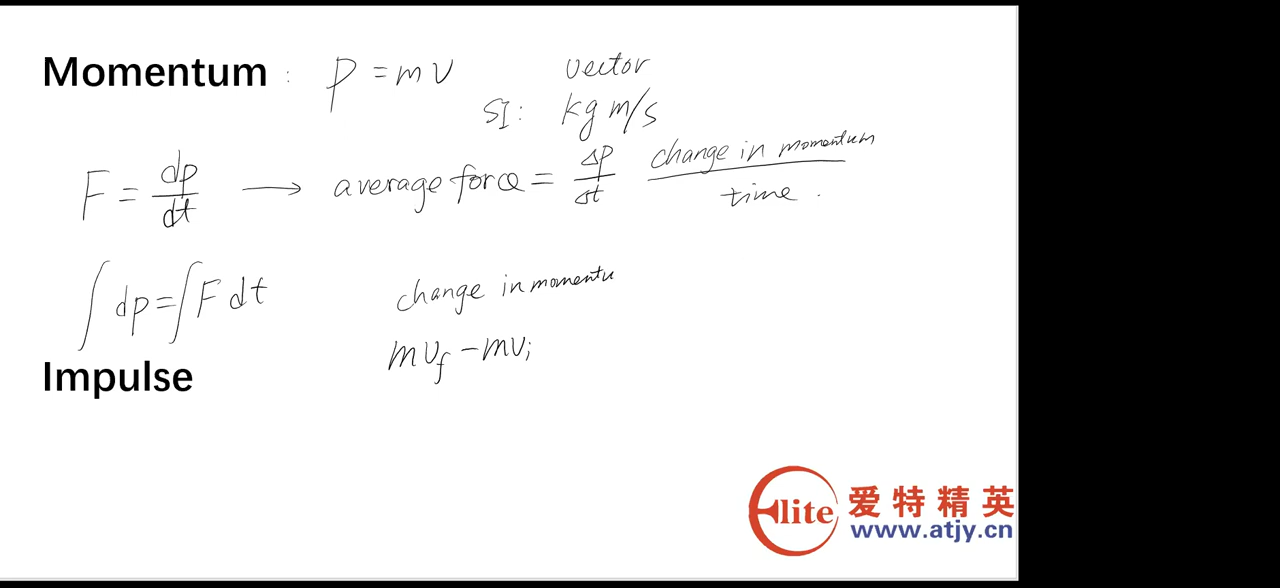 Momentum : p = mv vector
SI: kg m/s
F = dp/dt → average force = Δp/Δt change in momentum/time.
∫dp = ∫F dt change in momentu
mvf - mvi
Impulse
Elite 爱特精英
www.atjy.cn